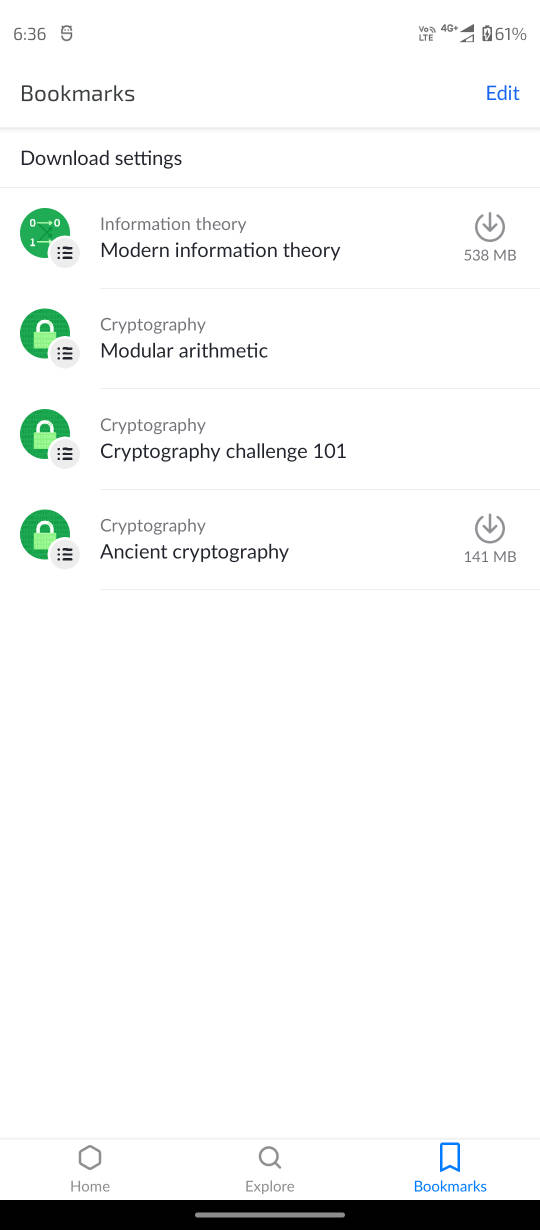 6:36
Vo LTE 4G+ 61%
Bookmarks Edit
Download settings
0 0
1
Information theory
Modern information theory
538 MB
Cryptography
Modular arithmetic
Cryptography
Cryptography challenge 101
Cryptography
Ancient cryptography
141 MB
Home Explore Bookmarks